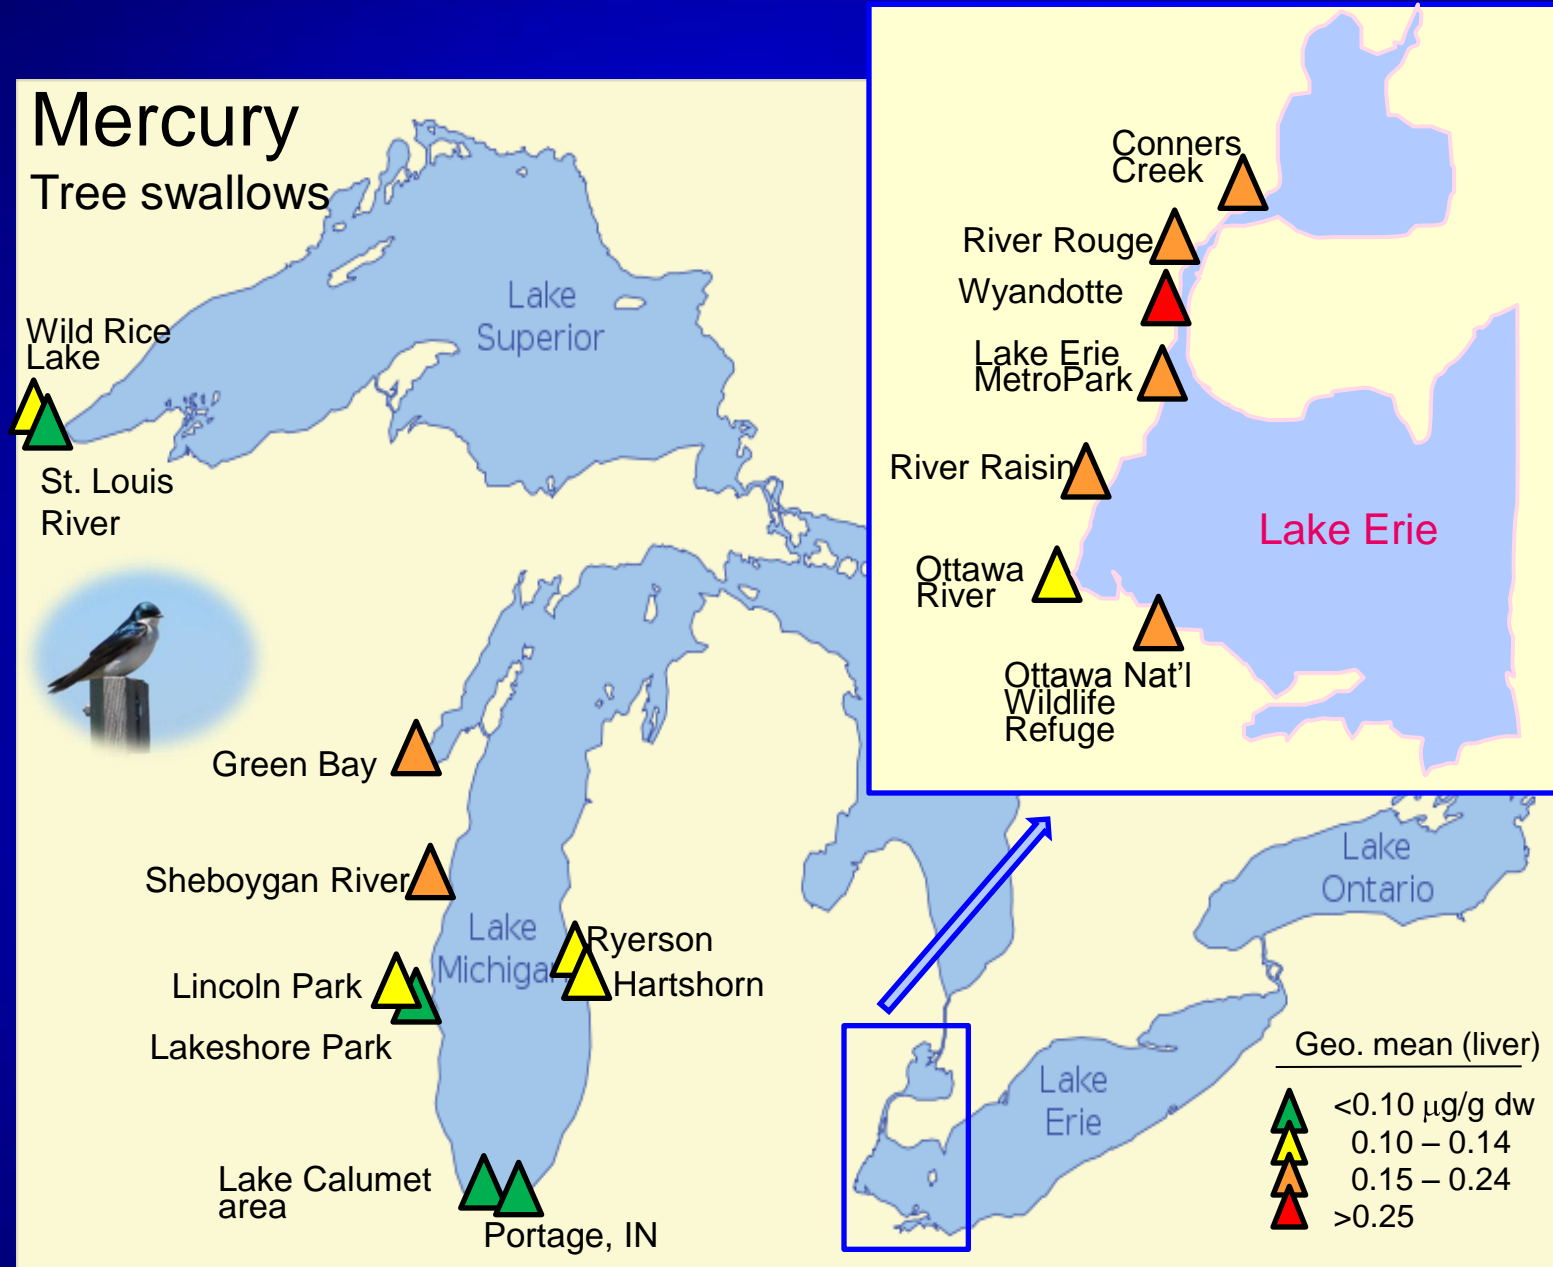 Mercury
Tree swallows
Lake
Superior
Wild Rice
Lake
St. Louis
River
Green Bay
Sheboygan River
Lake
Michigan
Ryerson
Hartshorn
Lincoln Park
Lakeshore Park
Lake Calumet
area
Portage, IN
Conners
Creek
River Rouge
Wyandotte
Lake Erie
MetroPark
River Raisin
Lake Erie
Ottawa
River
Ottawa Nat’l
Wildlife
Refuge
Lake
Ontario
Lake
Erie
Geo. mean (liver)
<0.10 μg/g dw
0.10 – 0.14
0.15 – 0.24
>0.25